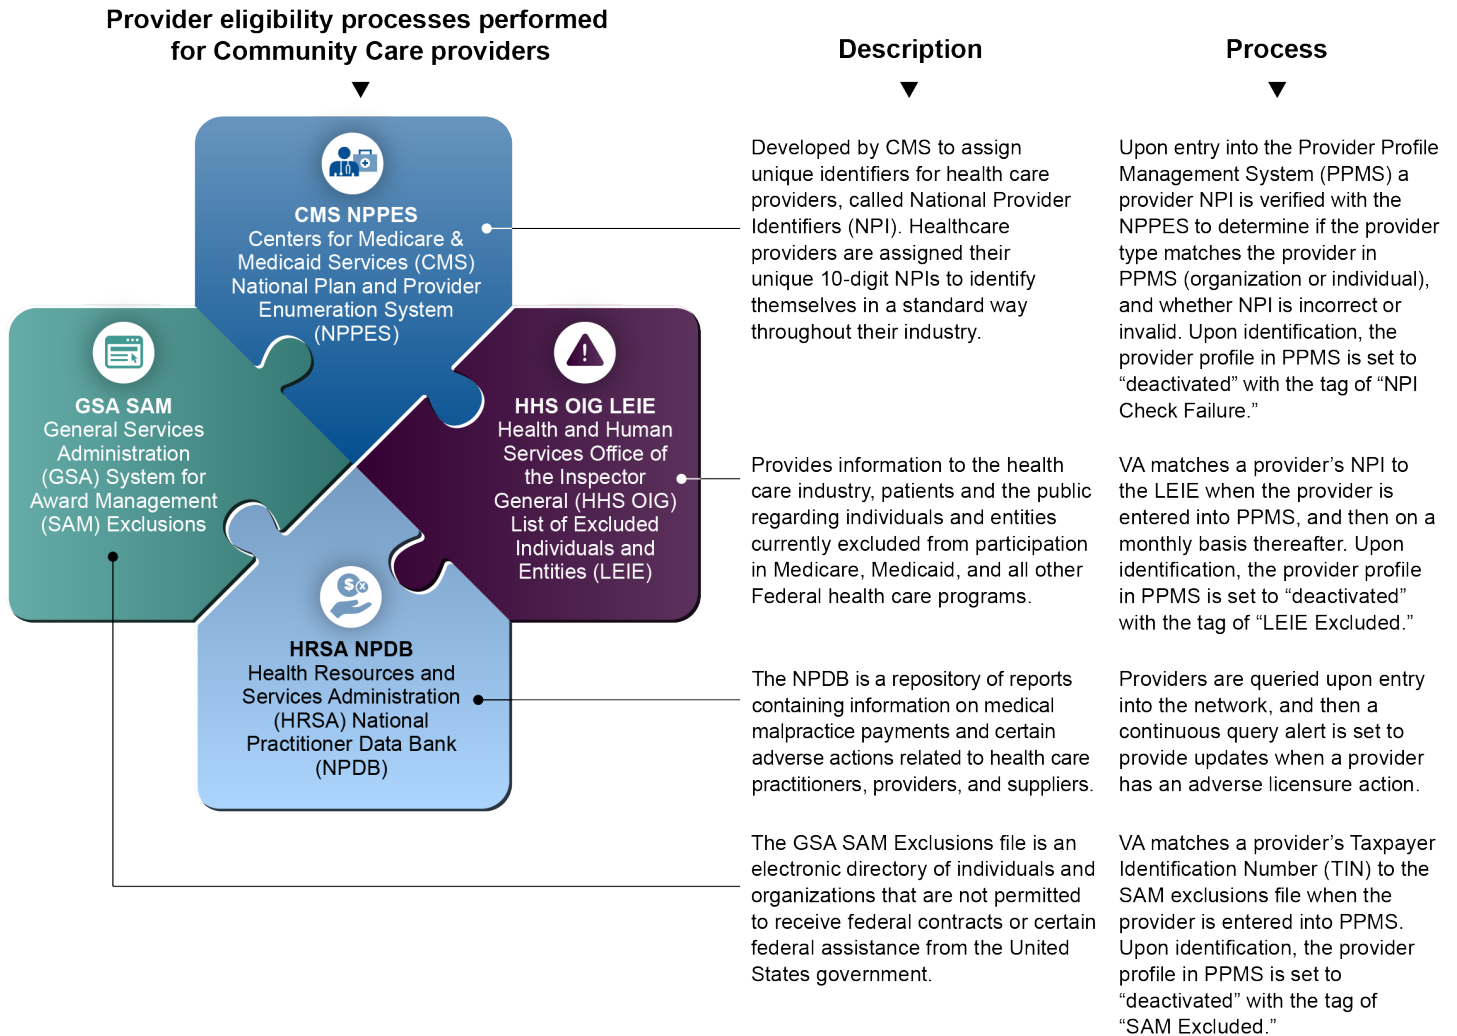 Provider eligibility processes performed
for Community Care providers
Description
Process
CMS NPPES
Centers for Medicare &
Medicaid Services (CMS)
National Plan and Provider
Enumeration System
(NPPES)
Developed by CMS to assign
unique identifiers for health care
providers, called National Provider
Identifiers (NPI). Healthcare
providers are assigned their
unique 10-digit NPIs to identify
themselves in a standard way
throughout their industry.
Upon entry into the Provider Profile
Management System (PPMS) a
provider NPI is verified with the
NPPES to determine if the provider
type matches the provider in
PPMS (organization or individual),
and whether NPI is incorrect or
invalid. Upon identification, the
provider profile in PPMS is set to
“deactivated” with the tag of “NPI
Check Failure.”
HHS OIG LEIE
Health and Human
Services Office of
the Inspector
General (HHS OIG)
List of Excluded
Individuals and
Entities (LEIE)
Provides information to the health
care industry, patients and the public
regarding individuals and entities
currently excluded from participation
in Medicare, Medicaid, and all other
Federal health care programs.
VA matches a provider’s NPI to
the LEIE when the provider is
entered into PPMS, and then on a
monthly basis thereafter. Upon
identification, the provider profile
in PPMS is set to “deactivated”
with the tag of “LEIE Excluded.”
HRSA NPDB
Health Resources and
Services Administration
(HRSA) National
Practitioner Data Bank
(NPDB)
The NPDB is a repository of reports
containing information on medical
malpractice payments and certain
adverse actions related to health care
practitioners, providers, and suppliers.
Providers are queried upon entry
into the network, and then a
continuous query alert is set to
provide updates when a provider
has an adverse licensure action.
GSA SAM
General Services
Administration
(GSA) System for
Award Management
(SAM) Exclusions
The GSA SAM Exclusions file is an
electronic directory of individuals and
organizations that are not permitted
to receive federal contracts or certain
federal assistance from the United
States government.
VA matches a provider’s Taxpayer
Identification Number (TIN) to the
SAM exclusions file when the
provider is entered into PPMS.
Upon identification, the provider
profile in PPMS is set to
“deactivated” with the tag of
“SAM Excluded.”